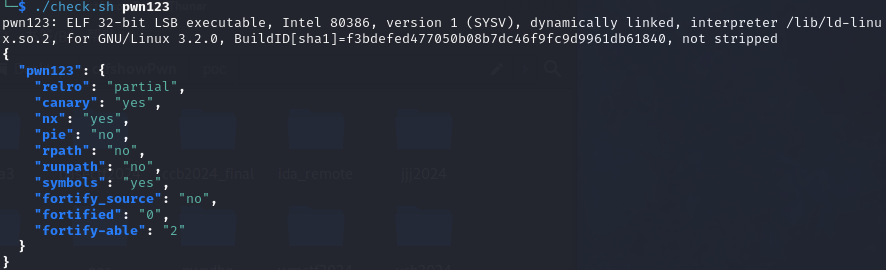 └─$ ./check.sh pwn123
pwn123: ELF 32-bit LSB executable, Intel 80386, version 1 (SYSV), dynamically linked, interpreter /lib/ld-linu
x.so.2, for GNU/Linux 3.2.0, BuildID[sha1]=f3bdefed477050b08b7dc46f9fc9d9961db61840, not stripped
{
  "pwn123": {
    "relro": "partial",
    "canary": "yes",
    "nx": "yes",
    "pie": "no",
    "rpath": "no",
    "runpath": "no",
    "symbols": "yes",
    "fortify_source": "no",
    "fortified": "0",
    "fortify-able": "2"
  }
}